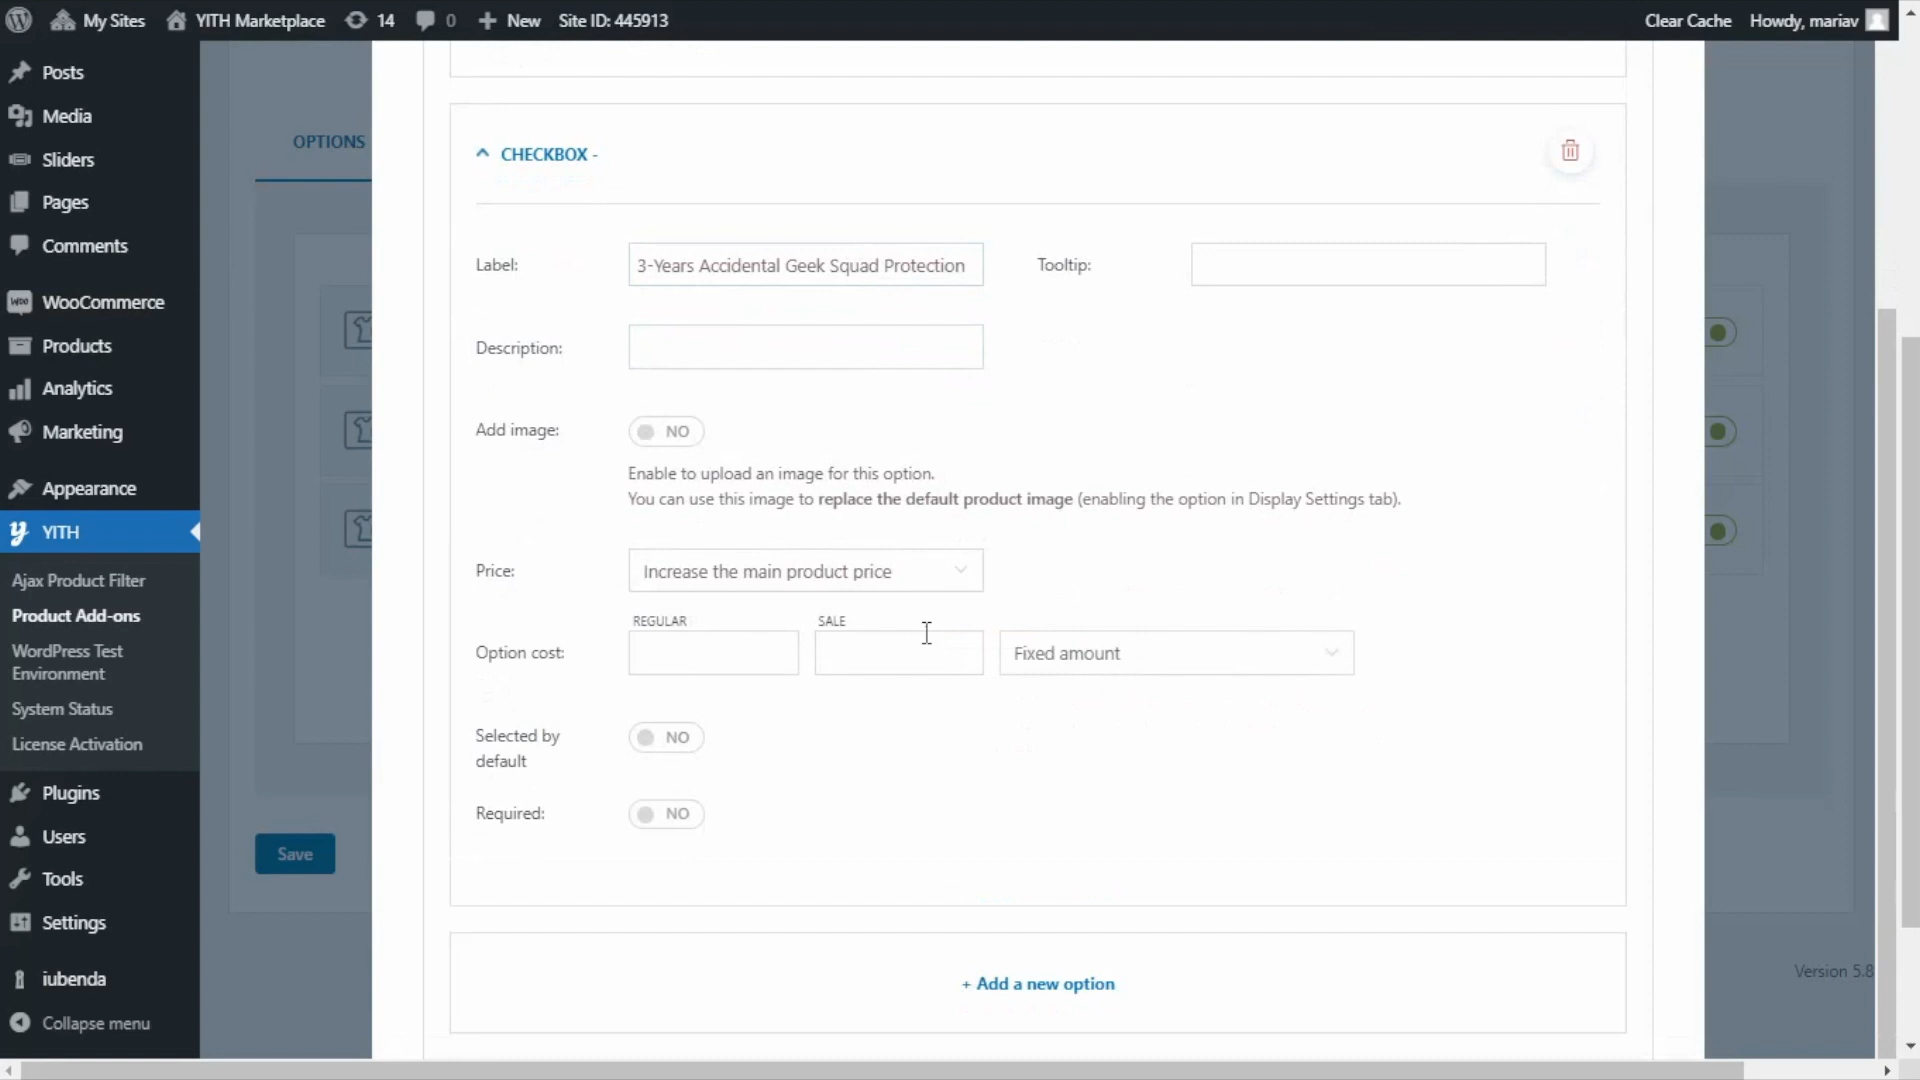 My Sites
YITH Marketplace
14
0
New
Site ID: 445913
Clear Cache
Howdy, mariav
Posts
Media
Sliders
Pages
Comments
WooCommerce
Products
Analytics
Marketing
Appearance
YITH
Ajax Product Filter
Product Add-ons
WordPress Test
Environment
System Status
License Activation
Plugins
Users
Tools
Settings
iubenda
Collapse menu
OPTIONS
Save
CHECKBOX -
Label:
3-Years Accidental Geek Squad Protection
Tooltip:
Description:
Add image:
NO
Enable to upload an image for this option.
You can use this image to replace the default product image (enabling the option in Display Settings tab).
Price:
Increase the main product price
REGULAR
SALE
Option cost:
Fixed amount
Selected by
default
NO
Required:
NO
+ Add a new option
Version 5.8